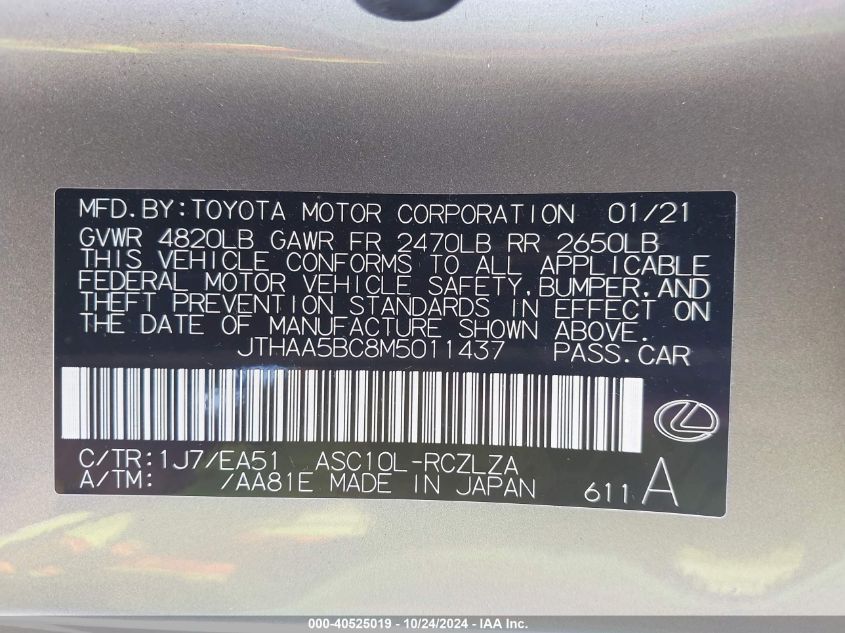 MFD.BY:TOYOTA MOTOR CORPORATION 01/21
GVWR 4820LB GAWR FR 2470LB RR 2650LB
THIS VEHICLE CONFORMS TO ALL APPLICABLE
FEDERAL MOTOR VEHICLE SAFETY,BUMPER,AND
THEFT PREVENTION STANDARDS IN EFFECT ON
THE DATE OF MANUFACTURE SHOWN ABOVE.
JTHAA5BC8M5011437 PASS.CAR
C/TR:1J7/EA51 ASC10L-RCZLZA
A/TM: /AA81E MADE IN JAPAN 611A
000-40525019 - 10/24/2024 - IAA Inc.